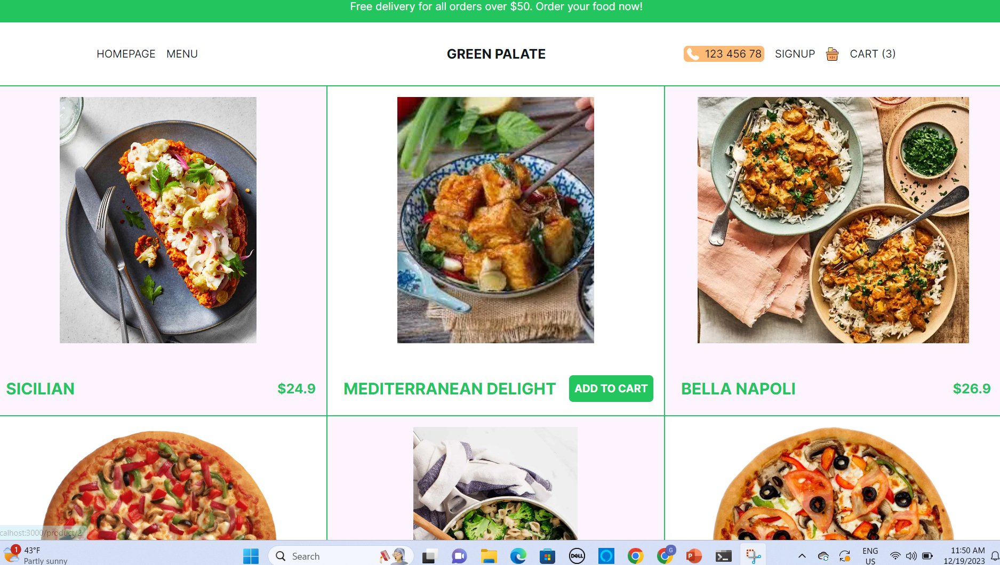 Free delivery for all orders over $50. Order your food now!
HOMEPAGE MENU
GREEN PALATE
123 456 78 SIGNUP CART (3)
SICILIAN $24.9
MEDITERRANEAN DELIGHT ADD TO CART
BELLA NAPOLI $26.9
calhost:3000/product/2
1 43°F
Partly sunny
Search
DELL
G
P
ENG
US
11:50 AM
12/19/2023